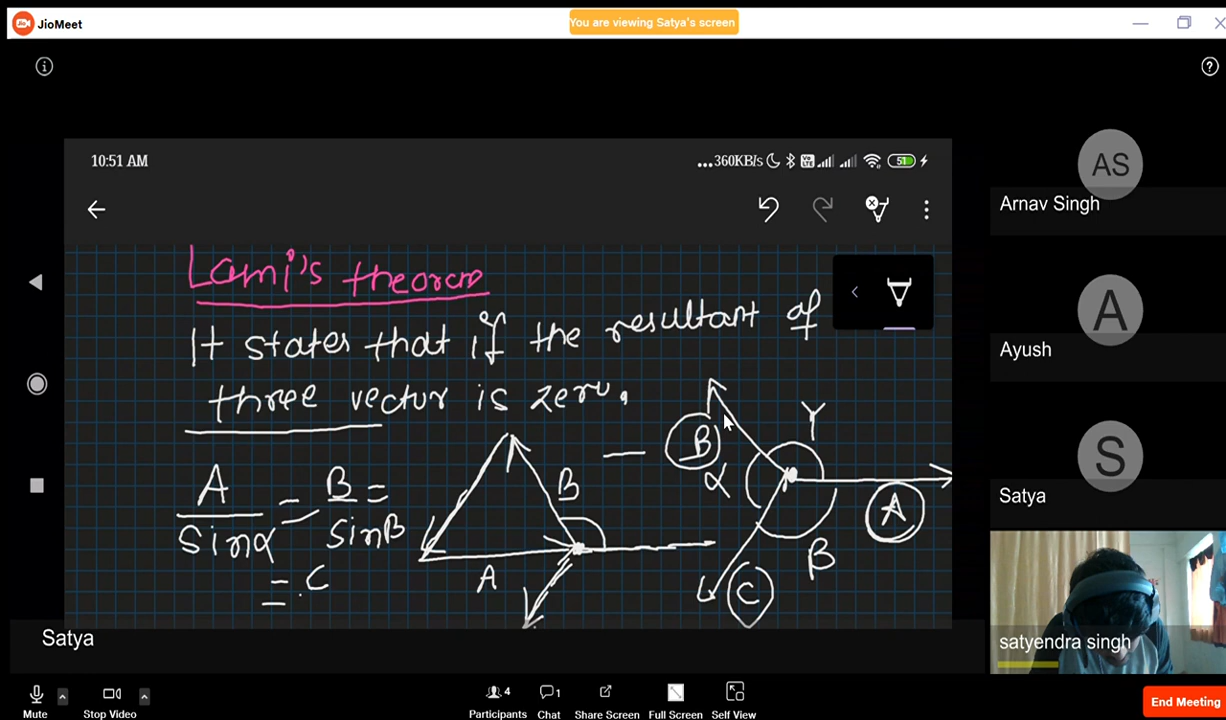 JioMeet
You are viewing Satya's screen
10:51 AM
...360KB/s
51
Lami's theorem
It states that if the resultant of
three vector is zero.
A
Sinα
=
B
SinB
=
= .C
A
B
B
α
γ
A
β
C
AS
Arnav Singh
A
Ayush
S
Satya
satyendra singh
Satya
Mute
Stop Video
4
Participants
1
Chat
Share Screen
Full Screen
Self View
End Meeting